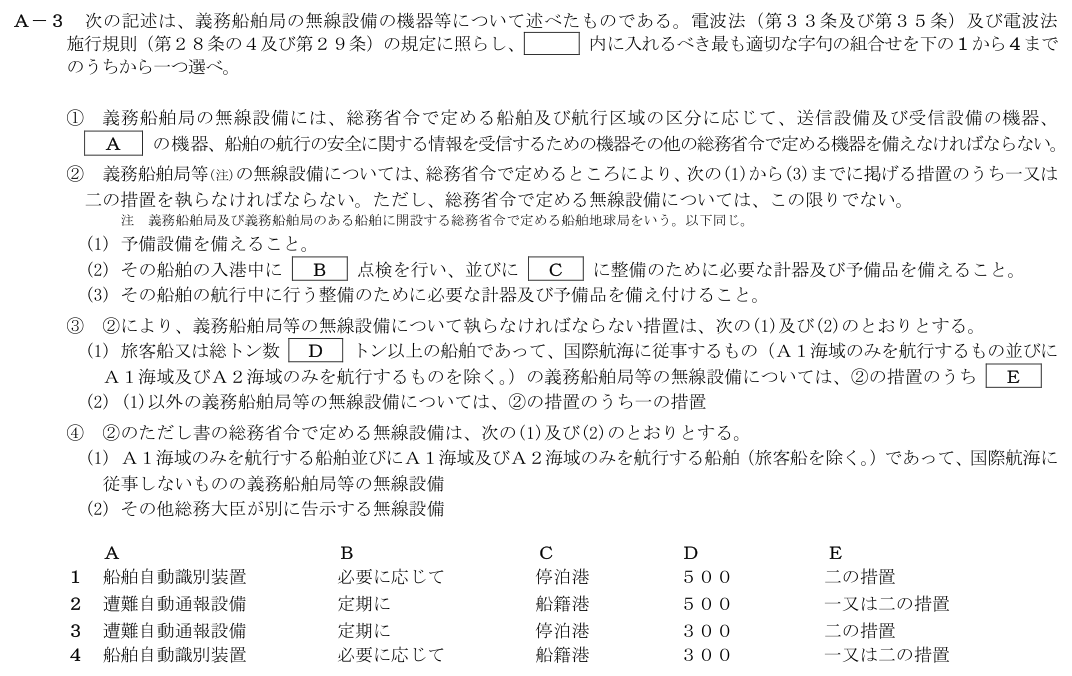 Ａ－３　次の記述は、義務船舶局の無線設備の機器等について述べたものである。電波法（第３３条及び第３５条）及び電波法
施行規則（第２８条の４及び第２９条）の規定に照らし、　　　内に入れるべき最も適切な字句の組合せを下の１から４まで
のうちから一つ選べ。
①　義務船舶局の無線設備には、総務省令で定める船舶及び航行区域の区分に応じて、送信設備及び受信設備の機器、
Ａ　の機器、船舶の航行の安全に関する情報を受信するための機器その他の総務省令で定める機器を備えなければならない。
②　義務船舶局等(注)の無線設備については、総務省令で定めるところにより、次の(1)から(3)までに掲げる措置のうち一又は
二の措置を執らなければならない。ただし、総務省令で定める無線設備については、この限りでない。
注　義務船舶局及び義務船舶局のある船舶に開設する総務省令で定める船舶地球局をいう。以下同じ。
(1)　予備設備を備えること。
(2)　その船舶の入港中に　Ｂ　点検を行い、並びに　Ｃ　に整備のために必要な計器及び予備品を備えること。
(3)　その船舶の航行中に行う整備のために必要な計器及び予備品を備え付けること。
③　②により、義務船舶局等の無線設備について執らなければならない措置は、次の(1)及び(2)のとおりとする。
(1)　旅客船又は総トン数　Ｄ　トン以上の船舶であって、国際航海に従事するもの（Ａ１海域のみを航行するもの並びに
Ａ１海域及びＡ２海域のみを航行するものを除く。）の義務船舶局等の無線設備については、②の措置のうち　Ｅ
(2)　(1)以外の義務船舶局等の無線設備については、②の措置のうち一の措置
④　②のただし書の総務省令で定める無線設備は、次の(1)及び(2)のとおりとする。
(1)　Ａ１海域のみを航行する船舶並びにＡ１海域及びＡ２海域のみを航行する船舶（旅客船を除く。）であって、国際航海に
従事しないものの義務船舶局等の無線設備
(2)　その他総務大臣が別に告示する無線設備
Ａ　Ｂ　Ｃ　Ｄ　Ｅ
１　船舶自動識別装置　必要に応じて　停泊港　５００　二の措置
２　遭難自動通報設備　定期に　船籍港　５００　一又は二の措置
３　遭難自動通報設備　定期に　停泊港　３００　二の措置
４　船舶自動識別装置　必要に応じて　船籍港　３００　一又は二の措置